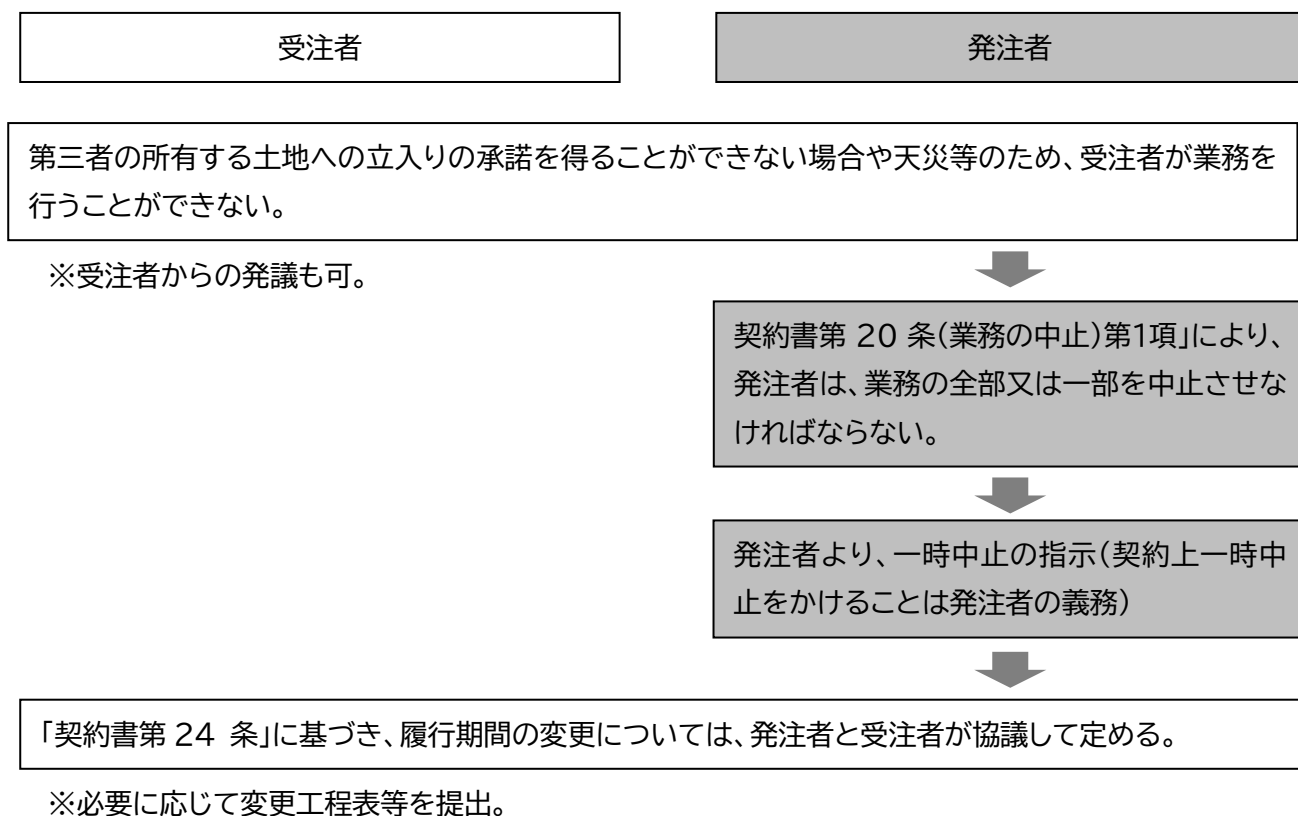 受注者
発注者
第三者の所有する土地への立入りの承諾を得ることができない場合や天災等のため、受注者が業務を
行うことができない。
※受注者からの発議も可。
契約書第 20 条(業務の中止)第1項」により、
発注者は、業務の全部又は一部を中止させな
ければならない。
発注者より、一時中止の指示(契約上一時中
止をかけることは発注者の義務)
「契約書第 24 条」に基づき、履行期間の変更については、発注者と受注者が協議して定める。
※必要に応じて変更工程表等を提出。